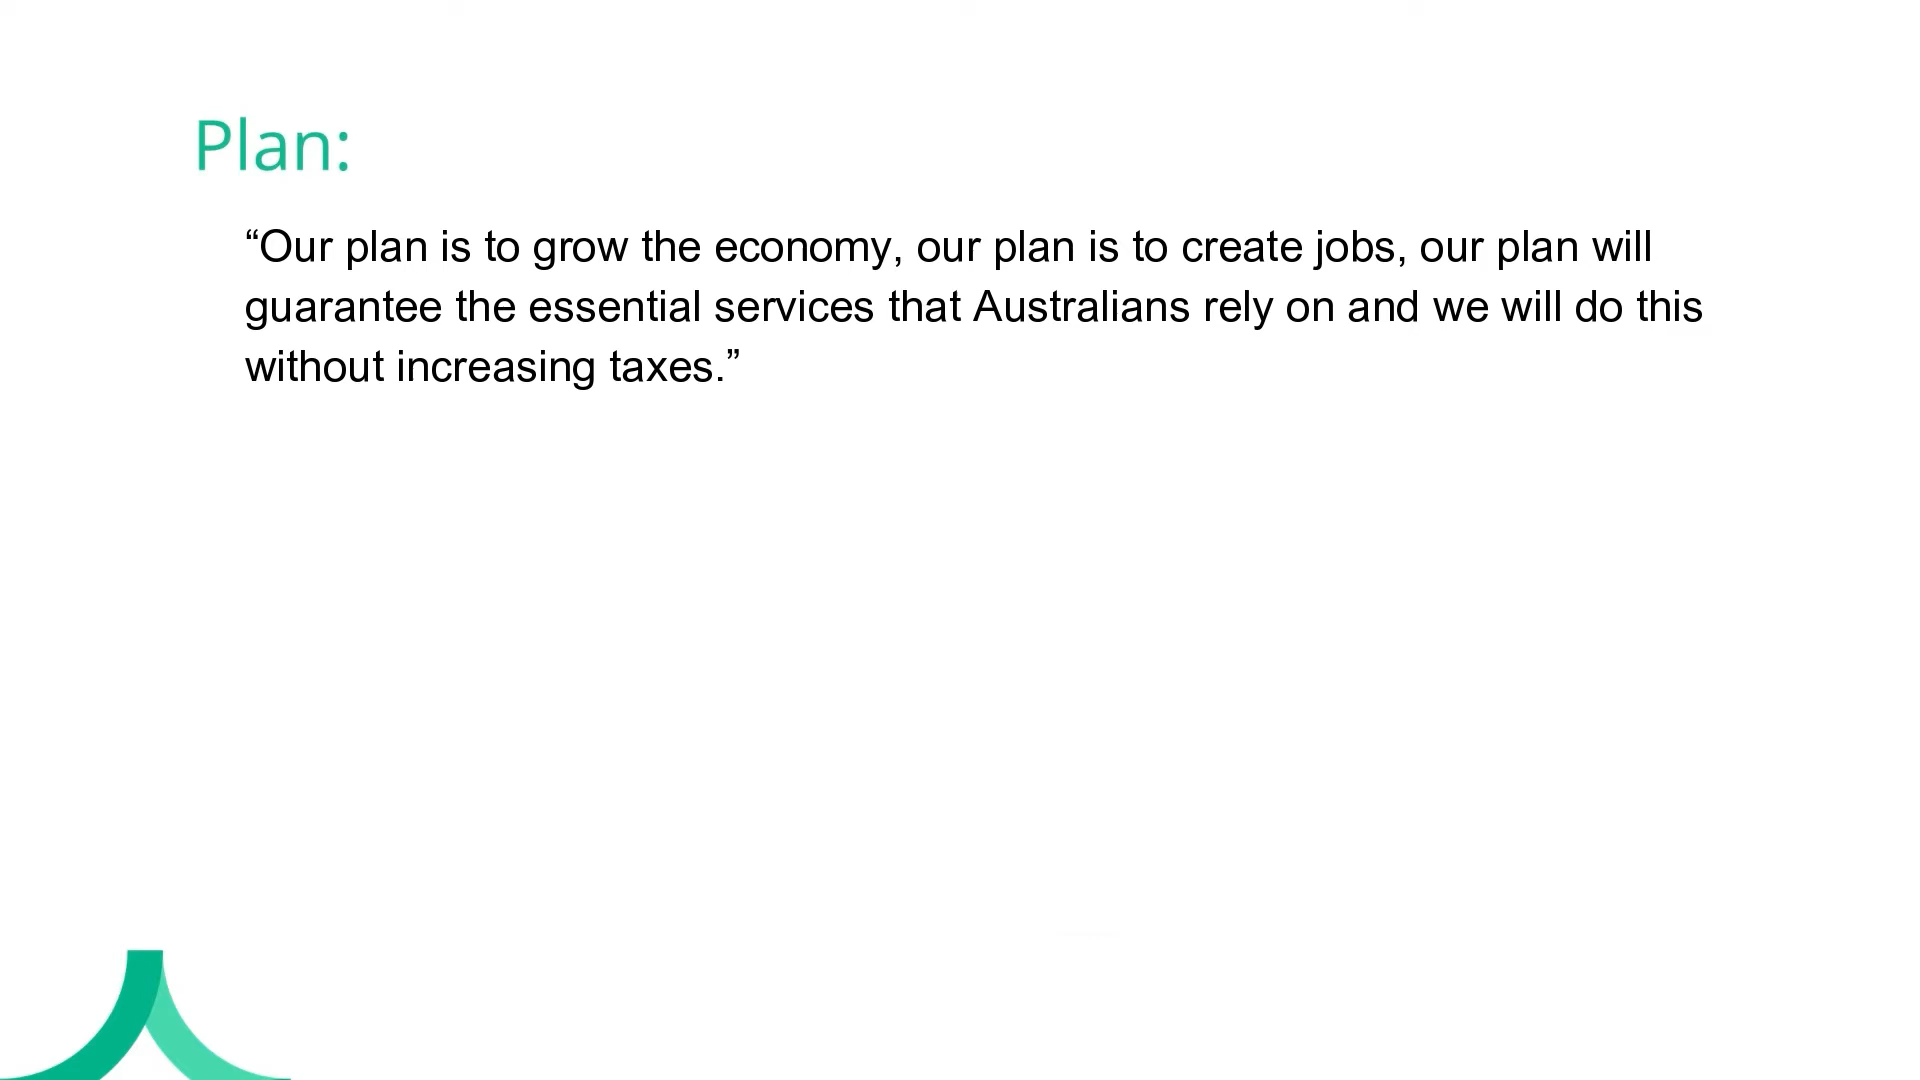 Plan:
“Our plan is to grow the economy, our plan is to create jobs, our plan will
guarantee the essential services that Australians rely on and we will do this
without increasing taxes.”